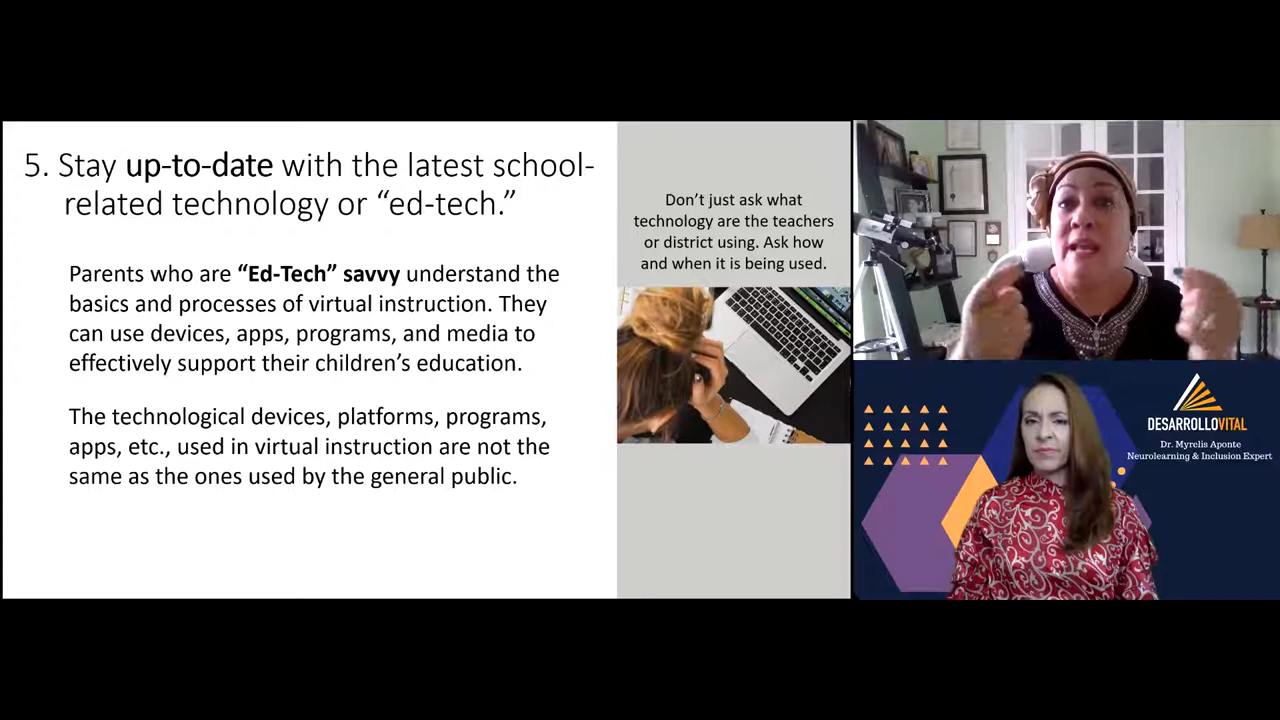 5. Stay up-to-date with the latest school-
related technology or “ed-tech.”
Parents who are “Ed-Tech” savvy understand the
basics and processes of virtual instruction. They
can use devices, apps, programs, and media to
effectively support their children’s education.
The technological devices, platforms, programs,
apps, etc., used in virtual instruction are not the
same as the ones used by the general public.
Don’t just ask what
technology are the teachers
or district using. Ask how
and when it is being used.
DESARROLLOVITAL
Dr. Myrelis Aponte
Neurolearning & Inclusion Expert